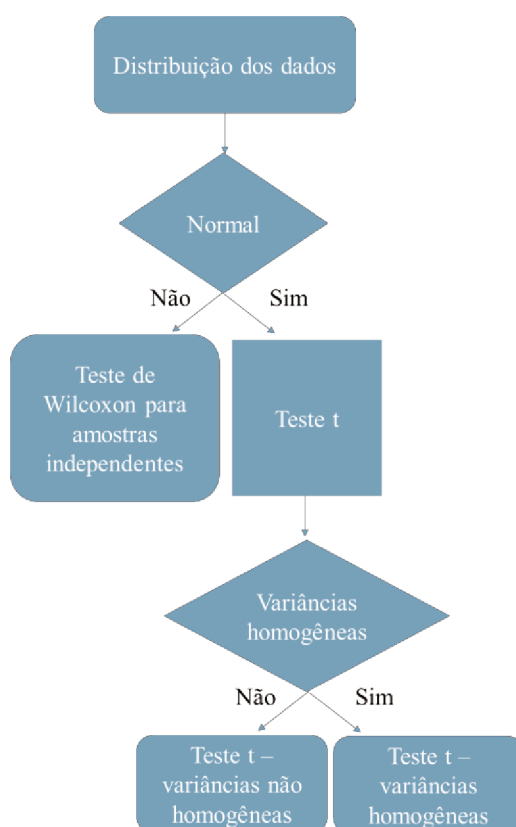 Distribuição dos dados
Normal
Não
Sim
Teste de
Wilcoxon para
amostras
independentes
Teste t
Variâncias
homogêneas
Não
Sim
Teste t –
variâncias não
homogêneas
Teste t –
variâncias
homogêneas